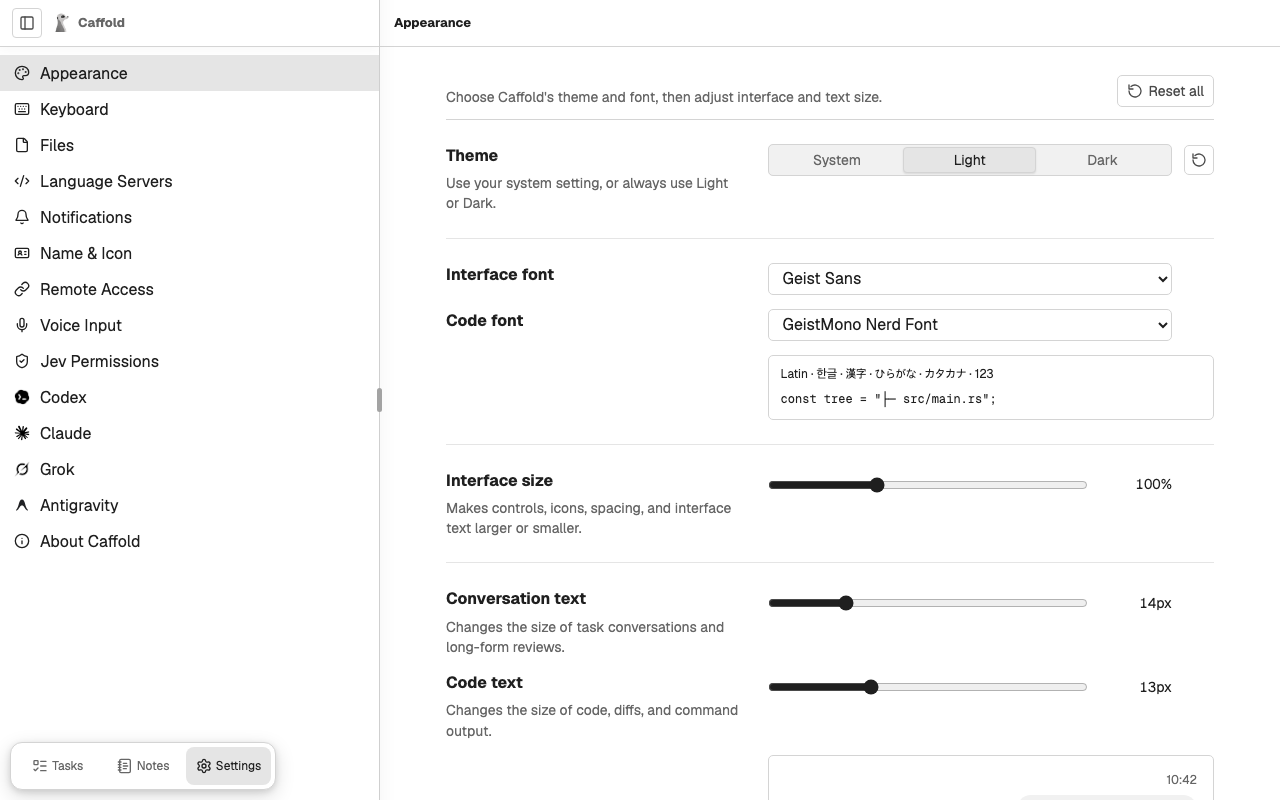 Caffold
Appearance
Appearance
Keyboard
Files
Language Servers
Notifications
Name & Icon
Remote Access
Voice Input
Jev Permissions
Codex
Claude
Grok
Antigravity
About Caffold
Tasks
Notes
Settings
Choose Caffold's theme and font, then adjust interface and text size.
Reset all
Theme
Use your system setting, or always use Light
or Dark.
System
Light
Dark
Interface font
Geist Sans
Code font
GeistMono Nerd Font
Latin · 한글 · 漢字 · ひらがな · カタカナ · 123
const tree = "├─ src/main.rs";
Interface size
Makes controls, icons, spacing, and interface
text larger or smaller.
100%
Conversation text
Changes the size of task conversations and
long-form reviews.
14px
Code text
Changes the size of code, diffs, and command
output.
13px
10:42